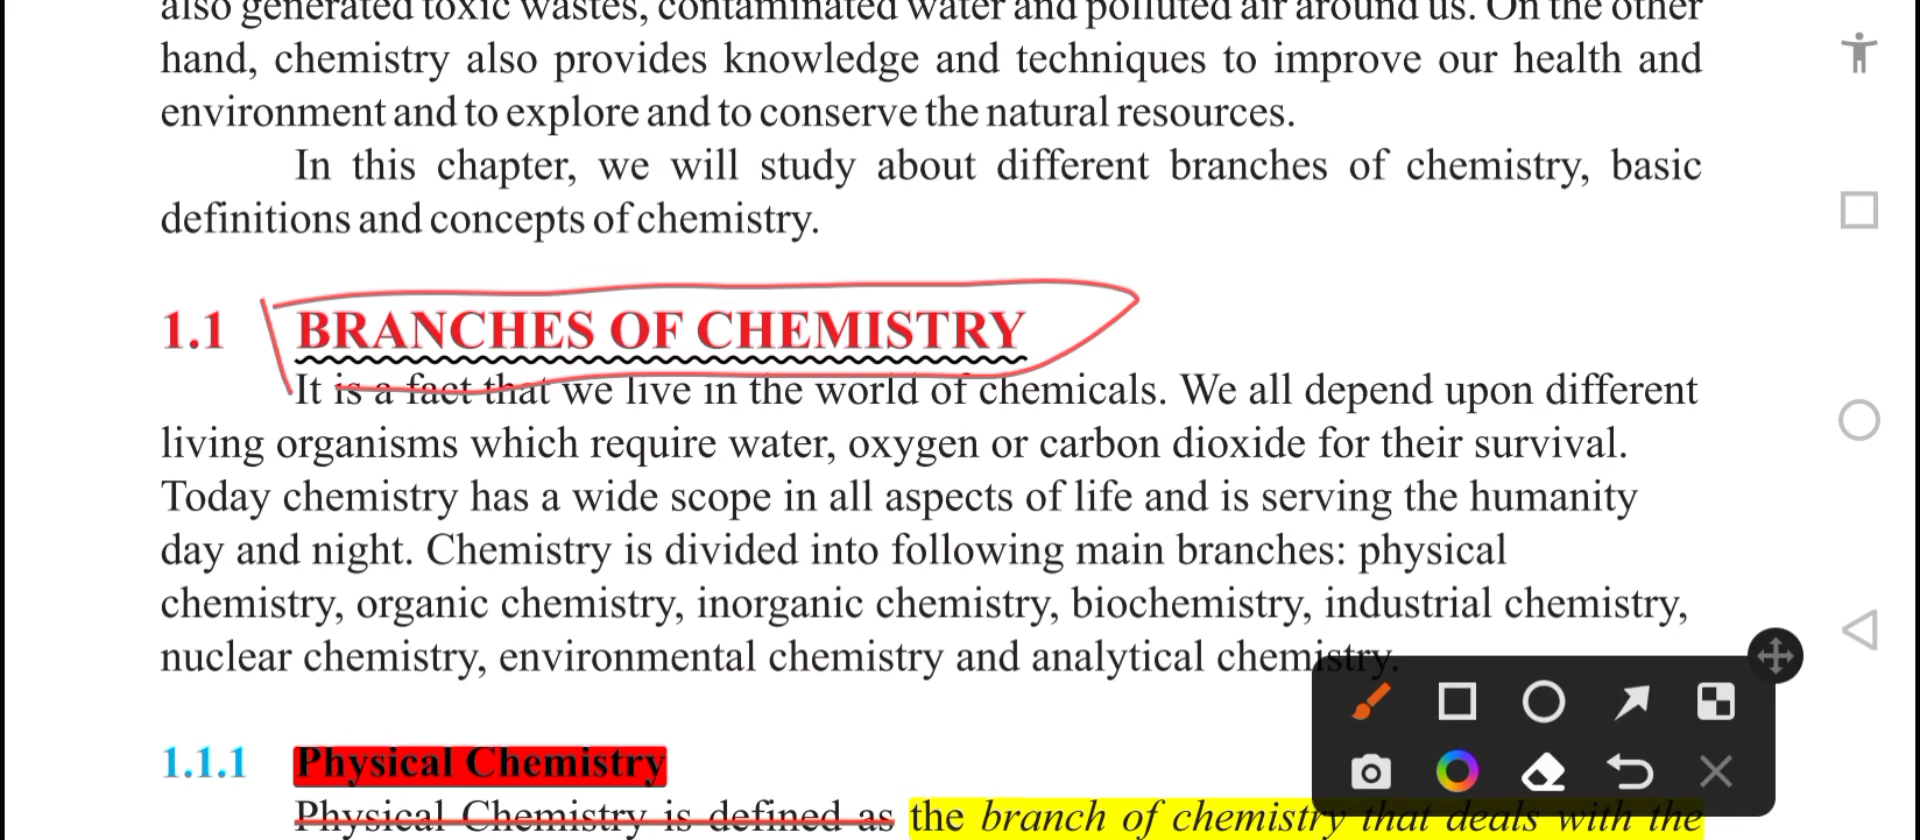 also generated toxic wastes, contaminated water and polluted air around us. On the other
hand, chemistry also provides knowledge and techniques to improve our health and
environment and to explore and to conserve the natural resources.
In this chapter, we will study about different branches of chemistry, basic
definitions and concepts of chemistry.
1.1 BRANCHES OF CHEMISTRY
It is a fact that we live in the world of chemicals. We all depend upon different
living organisms which require water, oxygen or carbon dioxide for their survival.
Today chemistry has a wide scope in all aspects of life and is serving the humanity
day and night. Chemistry is divided into following main branches: physical
chemistry, organic chemistry, inorganic chemistry, biochemistry, industrial chemistry,
nuclear chemistry, environmental chemistry and analytical chemistry.
1.1.1 Physical Chemistry
Physical Chemistry is defined as the branch of chemistry that deals with the